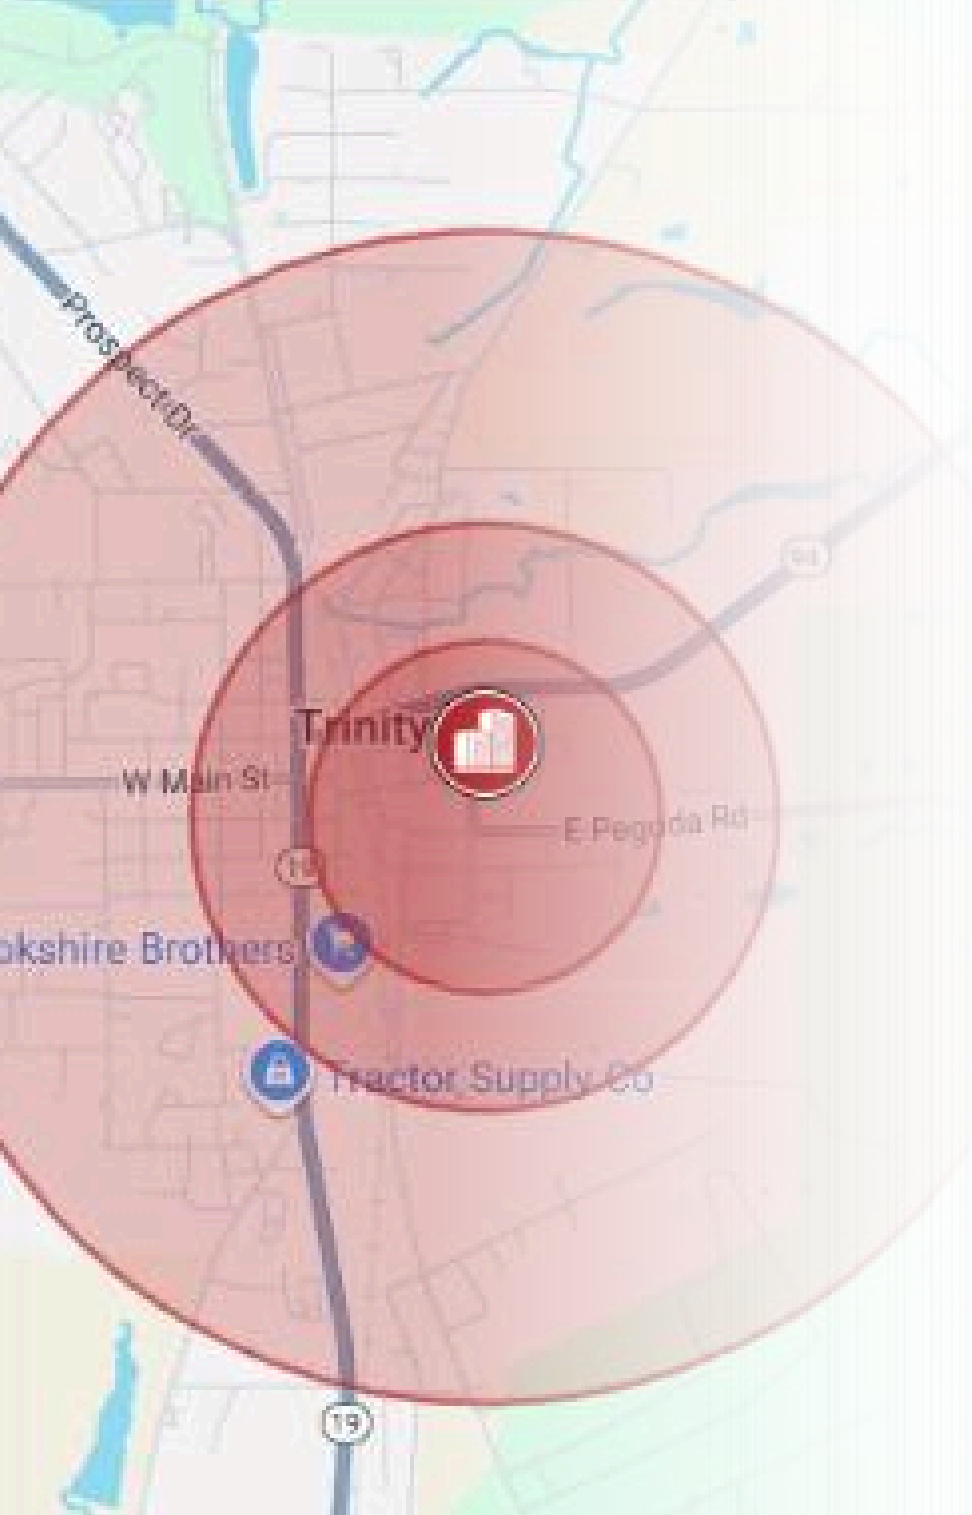 Prospect Dr
94
Trinity
W Main St
E Pegoda Rd
19
okshire Brothers
Tractor Supply Co
19